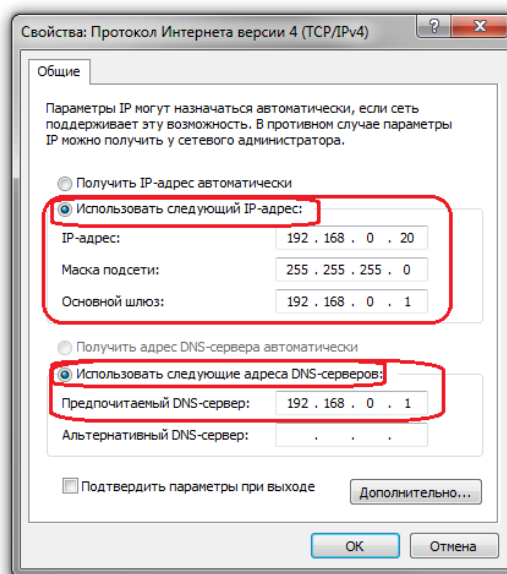 Свойства: Протокол Интернета версии 4 (TCP/IPv4)
?
Общие
Параметры IP могут назначаться автоматически, если сеть
поддерживает эту возможность. В противном случае параметры
IP можно получить у сетевого администратора.
Получить IP-адрес автоматически
Использовать следующий IP-адрес:
IP-адрес: 192 . 168 . 0 . 20
Маска подсети: 255 . 255 . 255 . 0
Основной шлюз: 192 . 168 . 0 . 1
Получить адрес DNS-сервера автоматически
Использовать следующие адреса DNS-серверов:
Предпочитаемый DNS-сервер: 192 . 168 . 0 . 1
Альтернативный DNS-сервер: . . .
Подтвердить параметры при выходе
Дополнительно...
ОК Отмена